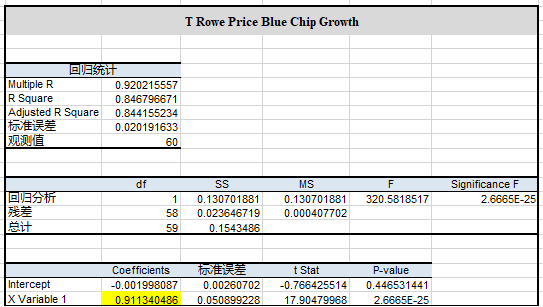 T Rowe Price Blue Chip Growth
回归统计
Multiple R 0.920215557
R Square 0.846796671
Adjusted R Square 0.844155234
标准误差 0.020191633
观测值 60
df SS MS F Significance F
回归分析 1 0.130701881 0.130701881 320.5818517 2.6665E-25
残差 58 0.023646719 0.000407702
总计 59 0.1543486
Coefficients 标准误差 t Stat P-value
Intercept -0.001998087 0.00260702 -0.766425514 0.446531441
X Variable 1 0.911340486 0.050899228 17.90479968 2.6665E-25